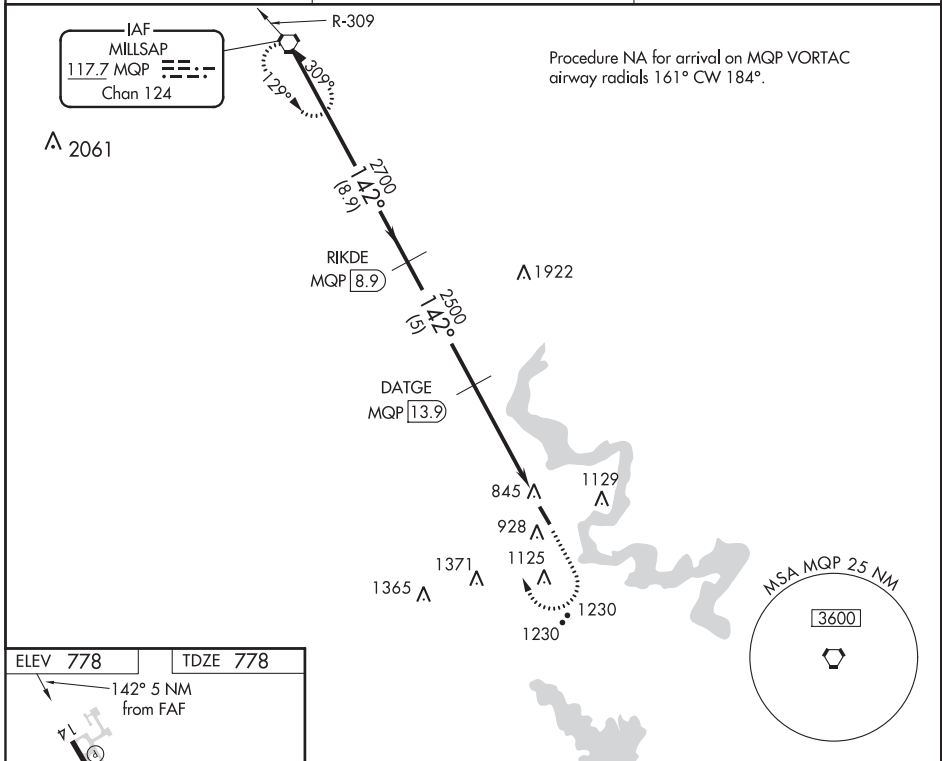 R-309
IAF
MILLSAP
117.7 MQP
Chan 124
Procedure NA for arrival on MQP VORTAC
airway radials 161° CW 184°.
309°
129°
2061
2700
142°
(8.9)
RIKDE
MQP 8.9
1922
2500
142°
(5)
DATGE
MQP 13.9
845
1129
928
1125
1371
1365
1230
1230
MSA MQP 25 NM
3600
ELEV 778
TDZE 778
142° 5 NM
from FAF
14
P